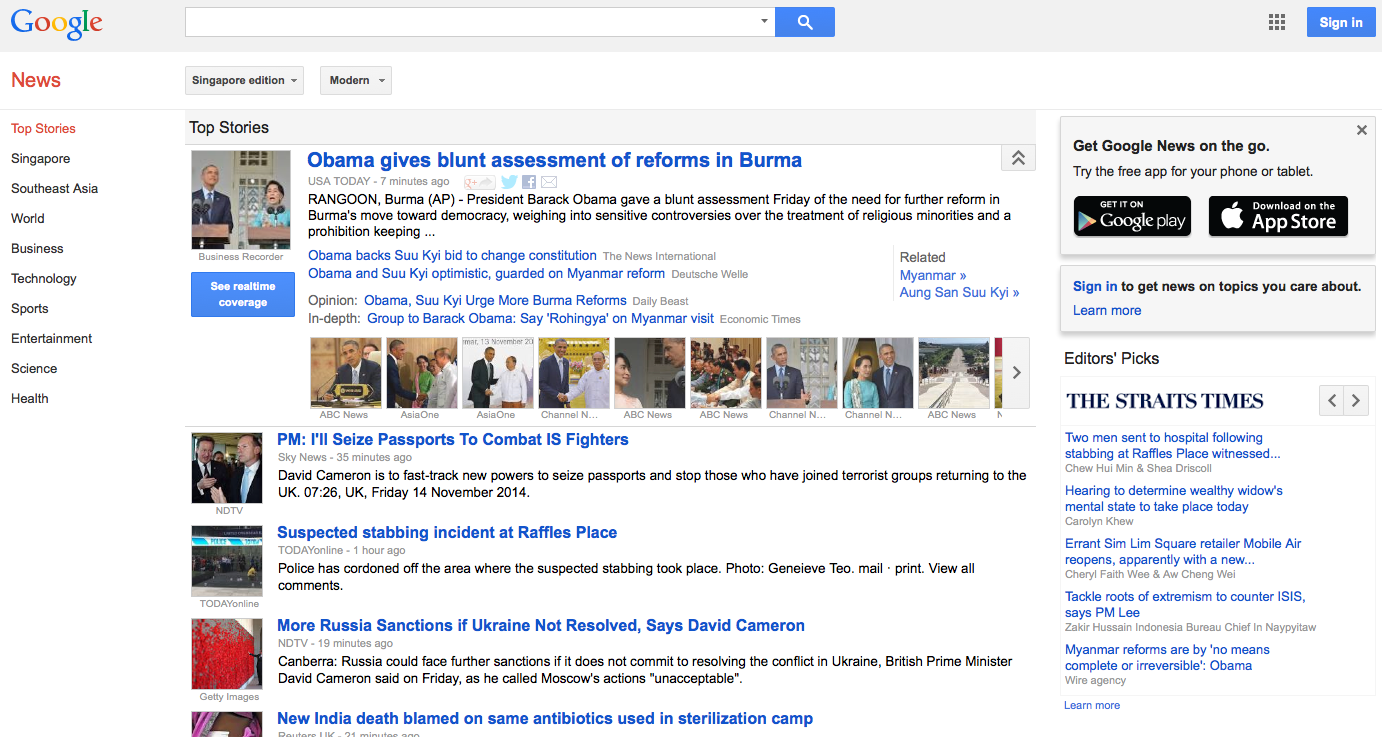 Google
Sign in
News
Singapore edition
Modern
Top Stories
Singapore
Southeast Asia
World
Business
Technology
Sports
Entertainment
Science
Health
Top Stories
Business Recorder
See realtime
coverage
Obama gives blunt assessment of reforms in Burma
USA TODAY - 7 minutes ago
g+
RANGOON, Burma (AP) - President Barack Obama gave a blunt assessment Friday of the need for further reform in
Burma's move toward democracy, weighing into sensitive controversies over the treatment of religious minorities and a
prohibition keeping ...
Obama backs Suu Kyi bid to change constitution The News International
Obama and Suu Kyi optimistic, guarded on Myanmar reform Deutsche Welle
Opinion: Obama, Suu Kyi Urge More Burma Reforms Daily Beast
In-depth: Group to Barack Obama: Say 'Rohingya' on Myanmar visit Economic Times
Related
Myanmar »
Aung San Suu Kyi »
mar, 13 November 20
ABC News
AsiaOne
AsiaOne
Channel N...
ABC News
ABC News
Channel N...
Channel N...
ABC News
N
NDTV
PM: I'll Seize Passports To Combat IS Fighters
Sky News - 35 minutes ago
David Cameron is to fast-track new powers to seize passports and stop those who have joined terrorist groups returning to the
UK. 07:26, UK, Friday 14 November 2014.
POLICE
TODAYonline
Suspected stabbing incident at Raffles Place
TODAYonline - 1 hour ago
Police has cordoned off the area where the suspected stabbing took place. Photo: Geneieve Teo. mail · print. View all
comments.
Getty Images
More Russia Sanctions if Ukraine Not Resolved, Says David Cameron
NDTV - 19 minutes ago
Canberra: Russia could face further sanctions if it does not commit to resolving the conflict in Ukraine, British Prime Minister
David Cameron said on Friday, as he called Moscow's actions "unacceptable".
New India death blamed on same antibiotics used in sterilization camp
Reuters UK - 21 minutes ago
Get Google News on the go.
Try the free app for your phone or tablet.
GET IT ON
Google play
Download on the
App Store
Sign in to get news on topics you care about.
Learn more
Editors' Picks
THE STRAITS TIMES
Two men sent to hospital following
stabbing at Raffles Place witnessed...
Chew Hui Min & Shea Driscoll
Hearing to determine wealthy widow's
mental state to take place today
Carolyn Khew
Errant Sim Lim Square retailer Mobile Air
reopens, apparently with a new...
Cheryl Faith Wee & Aw Cheng Wei
Tackle roots of extremism to counter ISIS,
says PM Lee
Zakir Hussain Indonesia Bureau Chief In Naypyitaw
Myanmar reforms are by 'no means
complete or irreversible': Obama
Wire agency
Learn more